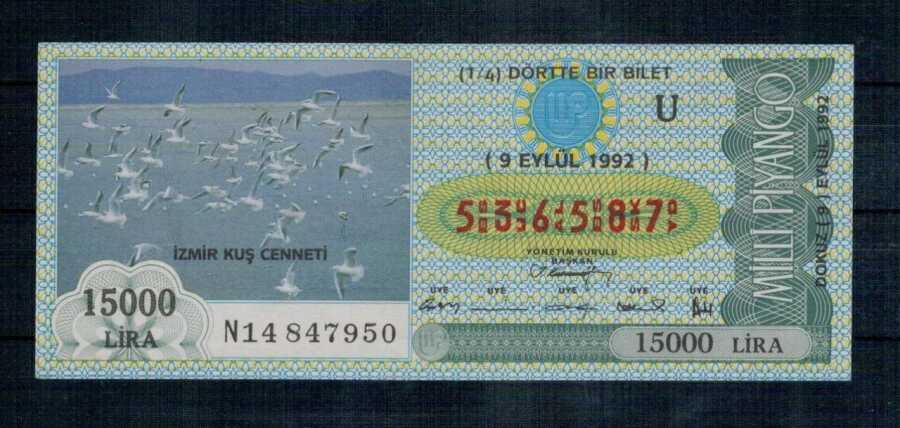 (1/4) DÖRTTE BİR BİLET
U
( 9 EYLÜL 1992 )
536587
YÖNETİM KURULU
BAŞKANI
ÜYE ÜYE ÜYE ÜYE ÜYE
İZMİR KUŞ CENNETİ
15000
LİRA
N14 847950
15000 LİRA
MİLLİ PİYANGO
DOKUZ ( 9 ) EYLÜL 1992